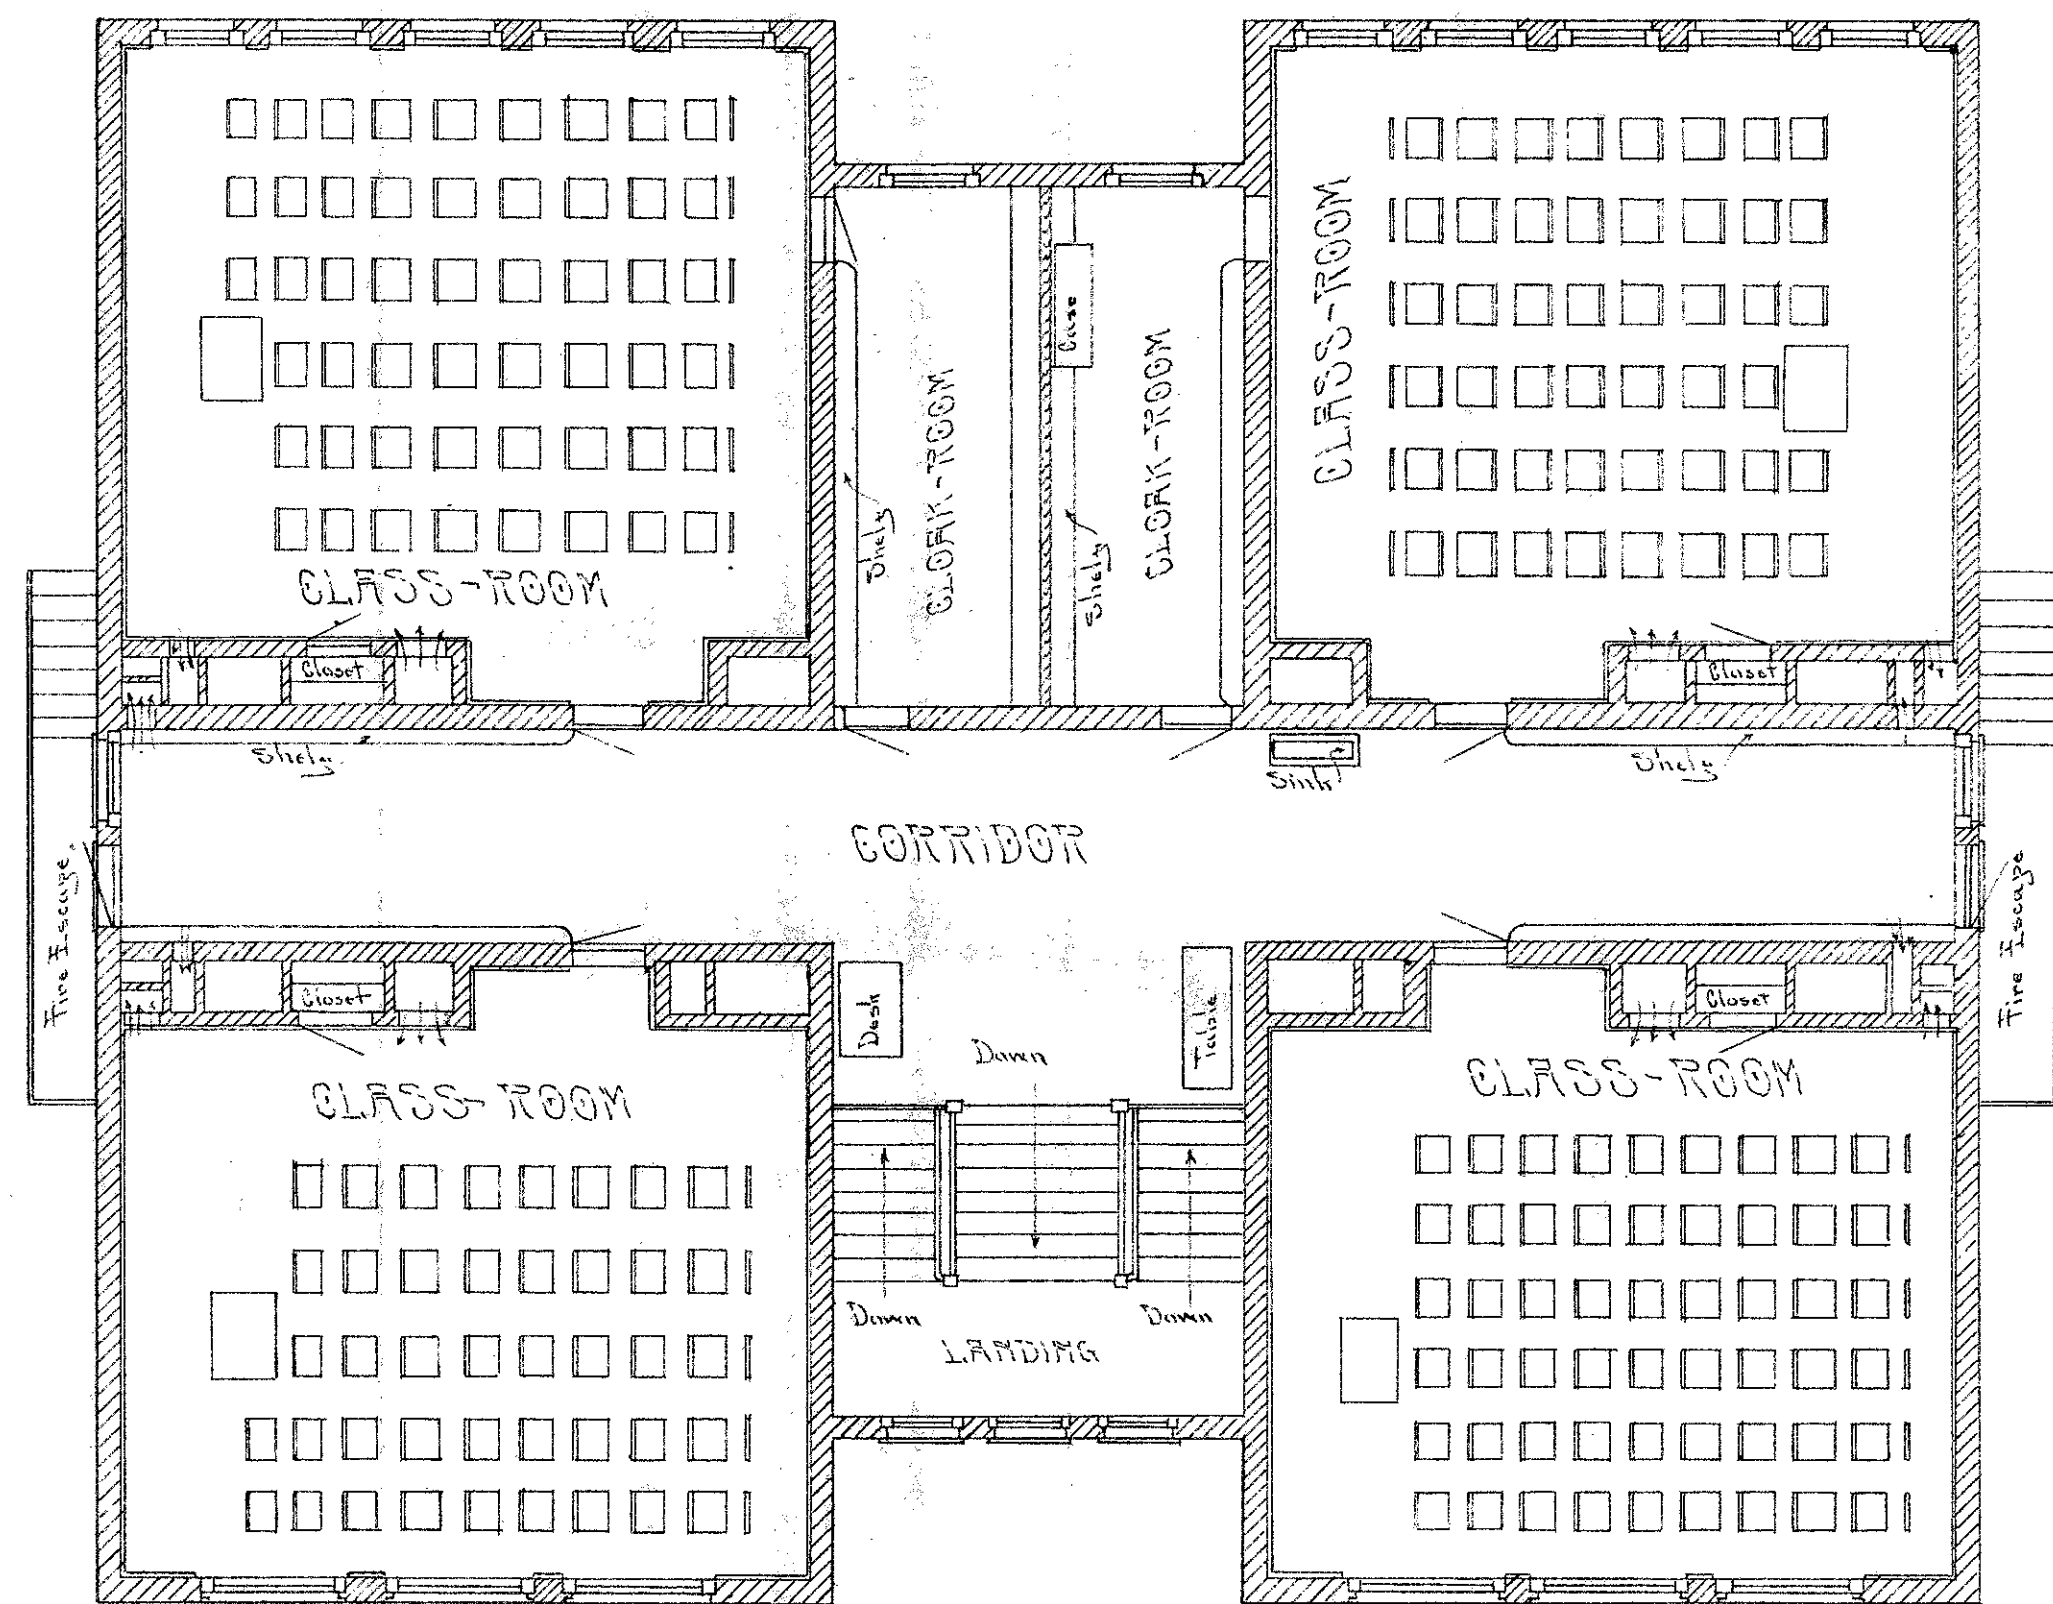 CLASS-ROOM
CLASS-ROOM
Case
CLOAK-ROOM
CLOAK-ROOM
Shelf
Shelf
Closet
Closet
Shelf
Sink
Shelf
CORRIDOR
Fire Escape.
Fire Escape
Closet
Desk
Table
Closet
Down
CLASS-ROOM
CLASS-ROOM
Down
Down
LANDING